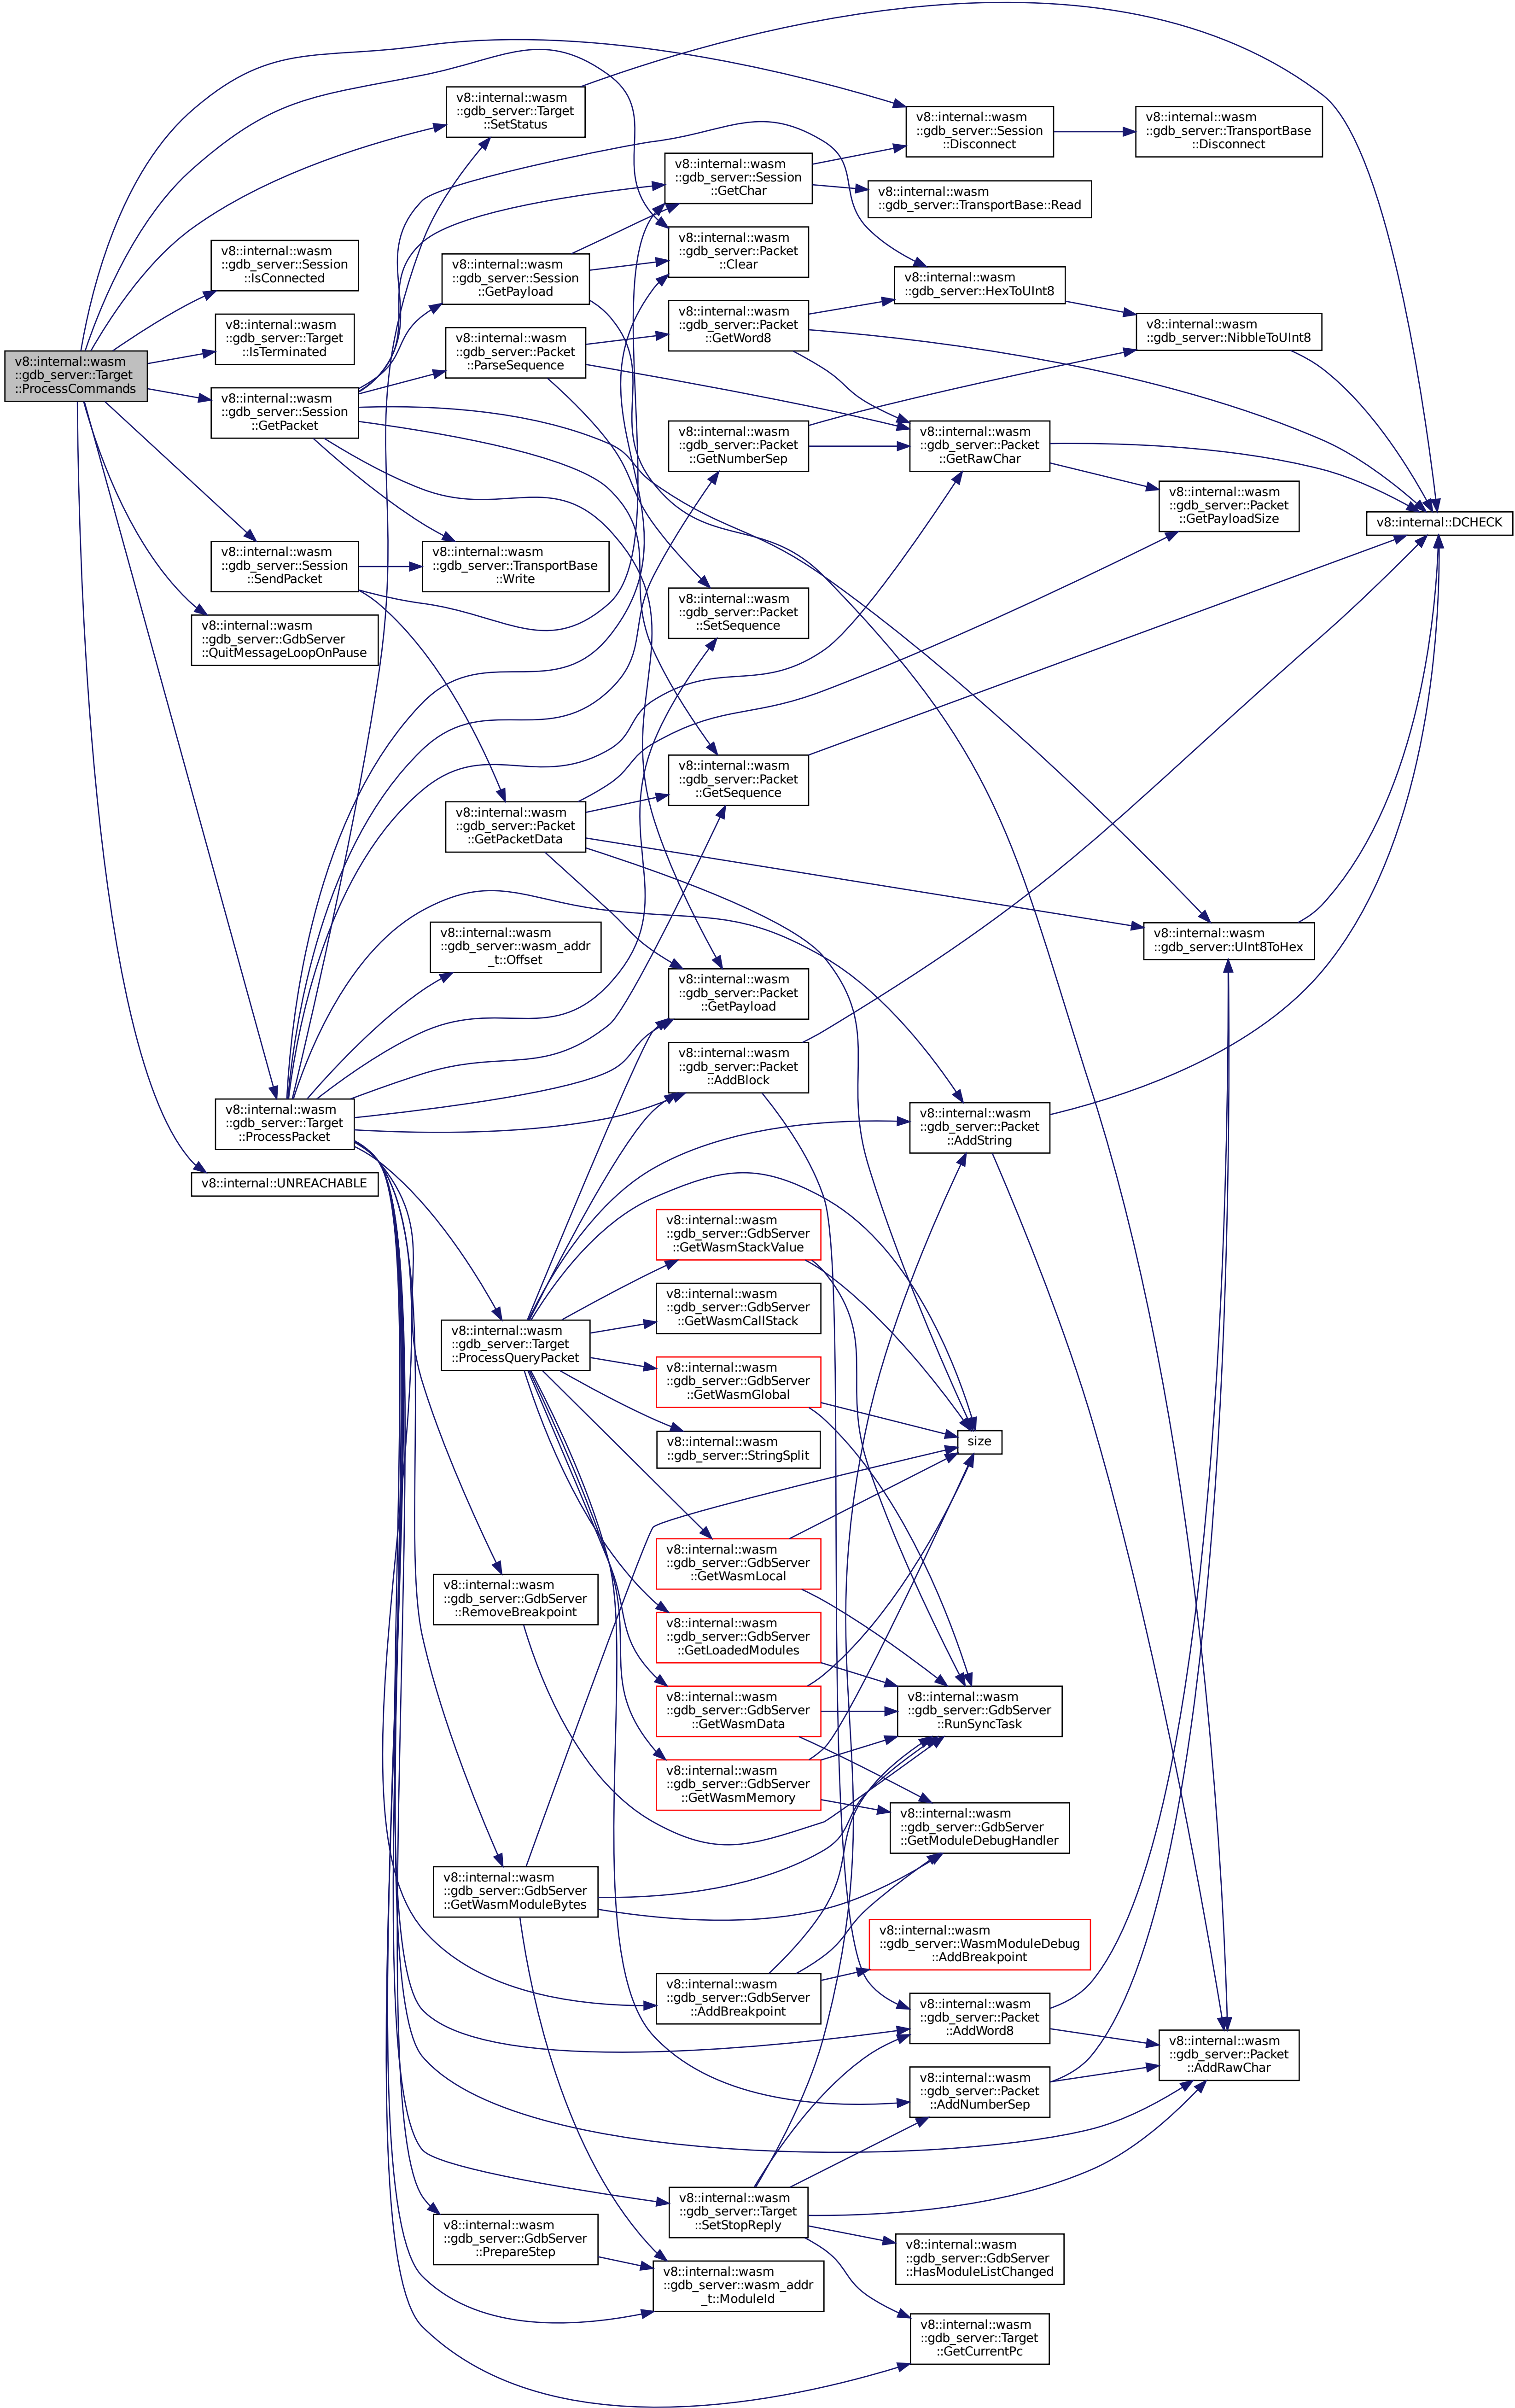 v8::internal::wasm
::gdb_server::Target
::ProcessCommands
v8::internal::wasm
::gdb_server::Target
::SetStatus
v8::internal::wasm
::gdb_server::Session
::IsConnected
v8::internal::wasm
::gdb_server::Target
::IsTerminated
v8::internal::wasm
::gdb_server::Session
::GetPacket
v8::internal::wasm
::gdb_server::Session
::SendPacket
v8::internal::wasm
::gdb_server::GdbServer
::QuitMessageLoopOnPause
v8::internal::wasm
::gdb_server::Target
::ProcessPacket
v8::internal::UNREACHABLE
v8::internal::wasm
::gdb_server::Session
::GetPayload
v8::internal::wasm
::gdb_server::Packet
::ParseSequence
v8::internal::wasm
::gdb_server::TransportBase
::Write
v8::internal::wasm
::gdb_server::Packet
::GetPacketData
v8::internal::wasm
::gdb_server::wasm_addr
_t::Offset
v8::internal::wasm
::gdb_server::Target
::ProcessQueryPacket
v8::internal::wasm
::gdb_server::GdbServer
::RemoveBreakpoint
v8::internal::wasm
::gdb_server::GdbServer
::GetWasmModuleBytes
v8::internal::wasm
::gdb_server::GdbServer
::PrepareStep
v8::internal::wasm
::gdb_server::Session
::GetChar
v8::internal::wasm
::gdb_server::Packet
::Clear
v8::internal::wasm
::gdb_server::Packet
::GetWord8
v8::internal::wasm
::gdb_server::Packet
::GetNumberSep
v8::internal::wasm
::gdb_server::Packet
::SetSequence
v8::internal::wasm
::gdb_server::Packet
::GetSequence
v8::internal::wasm
::gdb_server::Packet
::GetPayload
v8::internal::wasm
::gdb_server::Packet
::AddBlock
v8::internal::wasm
::gdb_server::GdbServer
::GetWasmStackValue
v8::internal::wasm
::gdb_server::GdbServer
::GetWasmCallStack
v8::internal::wasm
::gdb_server::GdbServer
::GetWasmGlobal
v8::internal::wasm
::gdb_server::StringSplit
v8::internal::wasm
::gdb_server::GdbServer
::GetWasmLocal
v8::internal::wasm
::gdb_server::GdbServer
::GetLoadedModules
v8::internal::wasm
::gdb_server::GdbServer
::GetWasmData
v8::internal::wasm
::gdb_server::GdbServer
::GetWasmMemory
v8::internal::wasm
::gdb_server::GdbServer
::AddBreakpoint
v8::internal::wasm
::gdb_server::Target
::SetStopReply
v8::internal::wasm
::gdb_server::wasm_addr
_t::ModuleId
v8::internal::wasm
::gdb_server::Session
::Disconnect
v8::internal::wasm
::gdb_server::TransportBase::Read
v8::internal::wasm
::gdb_server::HexToUInt8
v8::internal::wasm
::gdb_server::Packet
::GetRawChar
v8::internal::wasm
::gdb_server::Packet
::AddString
size
v8::internal::wasm
::gdb_server::GdbServer
::RunSyncTask
v8::internal::wasm
::gdb_server::GdbServer
::GetModuleDebugHandler
v8::internal::wasm
::gdb_server::WasmModuleDebug
::AddBreakpoint
v8::internal::wasm
::gdb_server::Packet
::AddWord8
v8::internal::wasm
::gdb_server::Packet
::AddNumberSep
v8::internal::wasm
::gdb_server::GdbServer
::HasModuleListChanged
v8::internal::wasm
::gdb_server::Target
::GetCurrentPc
v8::internal::wasm
::gdb_server::TransportBase
::Disconnect
v8::internal::wasm
::gdb_server::NibbleToUInt8
v8::internal::wasm
::gdb_server::Packet
::GetPayloadSize
v8::internal::wasm
::gdb_server::UInt8ToHex
v8::internal::wasm
::gdb_server::Packet
::AddRawChar
v8::internal::DCHECK